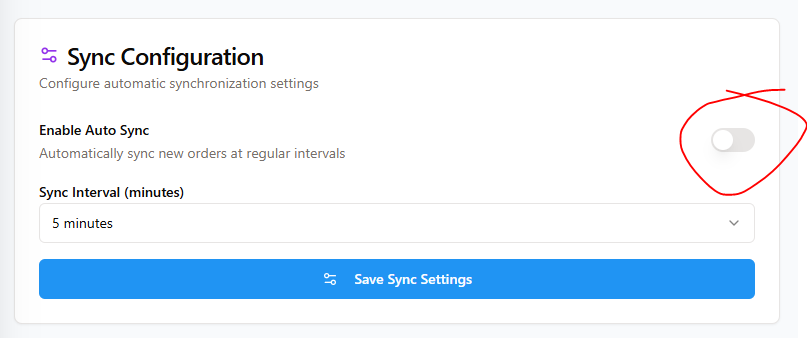 Sync Configuration
Configure automatic synchronization settings
Enable Auto Sync
Automatically sync new orders at regular intervals
Sync Interval (minutes)
5 minutes
Save Sync Settings